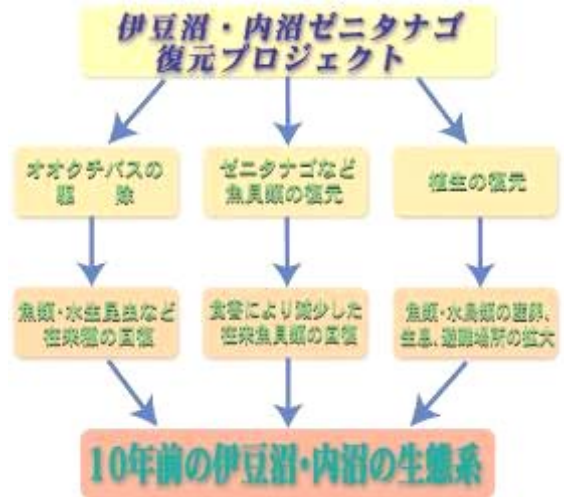 伊豆沼・内沼ゼニタナゴ
復元プロジェクト
オオクチバスの
駆 除
ゼニタナゴなど
魚貝類の復元
植生の復元
魚類・水生昆虫など
在来種の回復
食害により減少した
在来魚貝類の回復
魚類・水鳥類の産卵、
生息、避難場所の拡大
10年前の伊豆沼・内沼の生態系